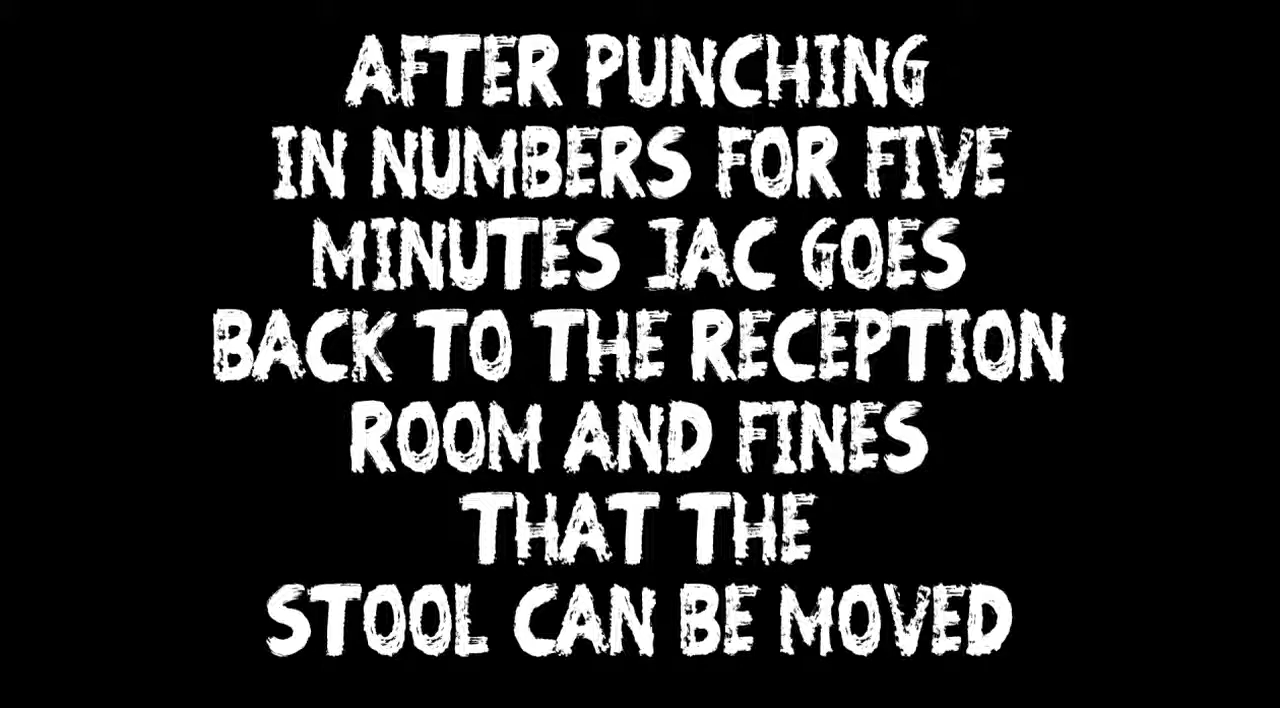 AFTER PUNCHING
IN NUMBERS FOR FIVE
MINUTES JAC GOES
BACK TO THE RECEPTION
ROOM AND FINES
THAT THE
STOOL CAN BE MOVED